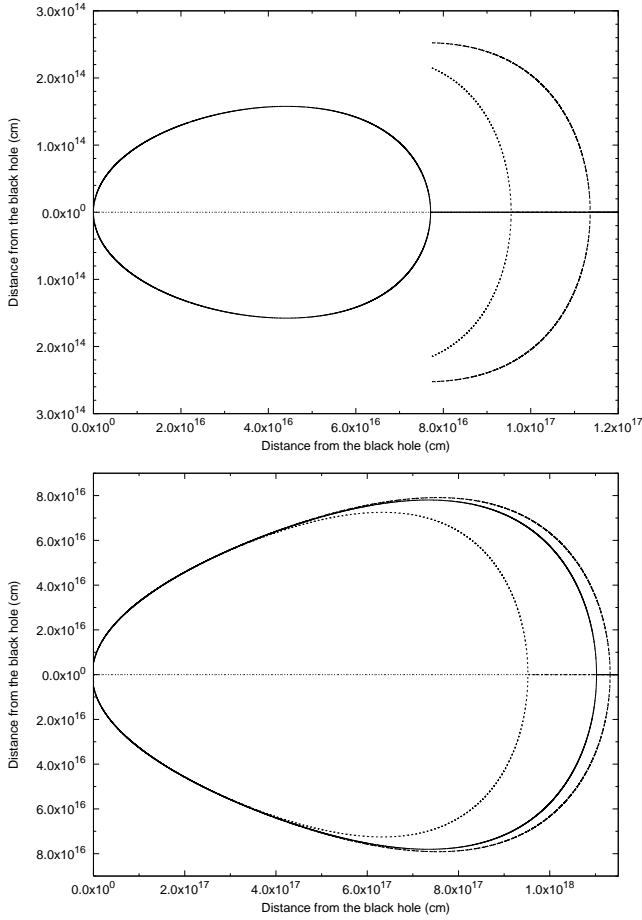 3.0x10^14
2.0x10^14
1.0x10^14
0.0x10^0
1.0x10^14
2.0x10^14
3.0x10^14
Distance from the black hole (cm)
0.0x10^0 2.0x10^16 4.0x10^16 6.0x10^16 8.0x10^16 1.0x10^17 1.2x10^17
Distance from the black hole (cm)
8.0x10^16
6.0x10^16
4.0x10^16
2.0x10^16
0.0x10^0
2.0x10^16
4.0x10^16
6.0x10^16
8.0x10^16
Distance from the black hole (cm)
0.0x10^0 2.0x10^17 4.0x10^17 6.0x10^17 8.0x10^17 1.0x10^18
Distance from the black hole (cm)